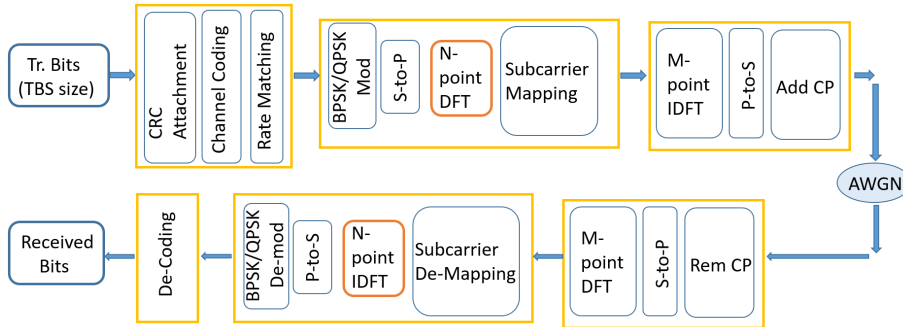 Tr. Bits
(TBS size)
CRC
Attachment
Channel Coding
Rate Matching
BPSK/QPSK
Mod
S-to-P
N-
point
DFT
Subcarrier
Mapping
M-
point
IDFT
P-to-S
Add CP
AWGN
Received
Bits
De-Coding
BPSK/QPSK
De-mod
P-to-S
N-
point
IDFT
Subcarrier
De-Mapping
M-
point
DFT
S-to-P
Rem CP